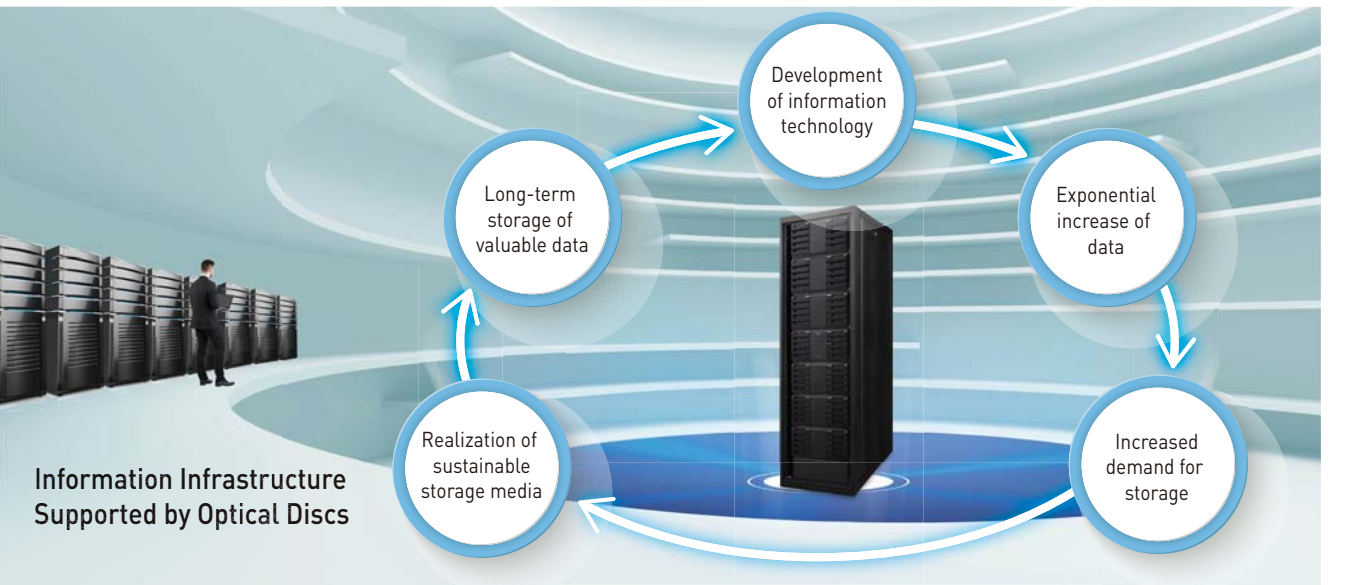 Development
of information
technology
Exponential
increase of
data
Increased
demand for
storage
Realization of
sustainable
storage media
Long-term
storage of
valuable data
Information Infrastructure
Supported by Optical Discs